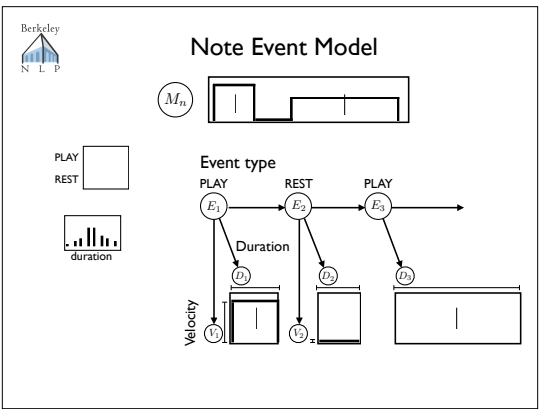 Berkeley
N L P
Note Event Model
M_n
PLAY
REST
duration
Event type
PLAY REST PLAY
E_1 E_2 E_3
Duration
D_1 D_2 D_3
Velocity
V_1 V_2